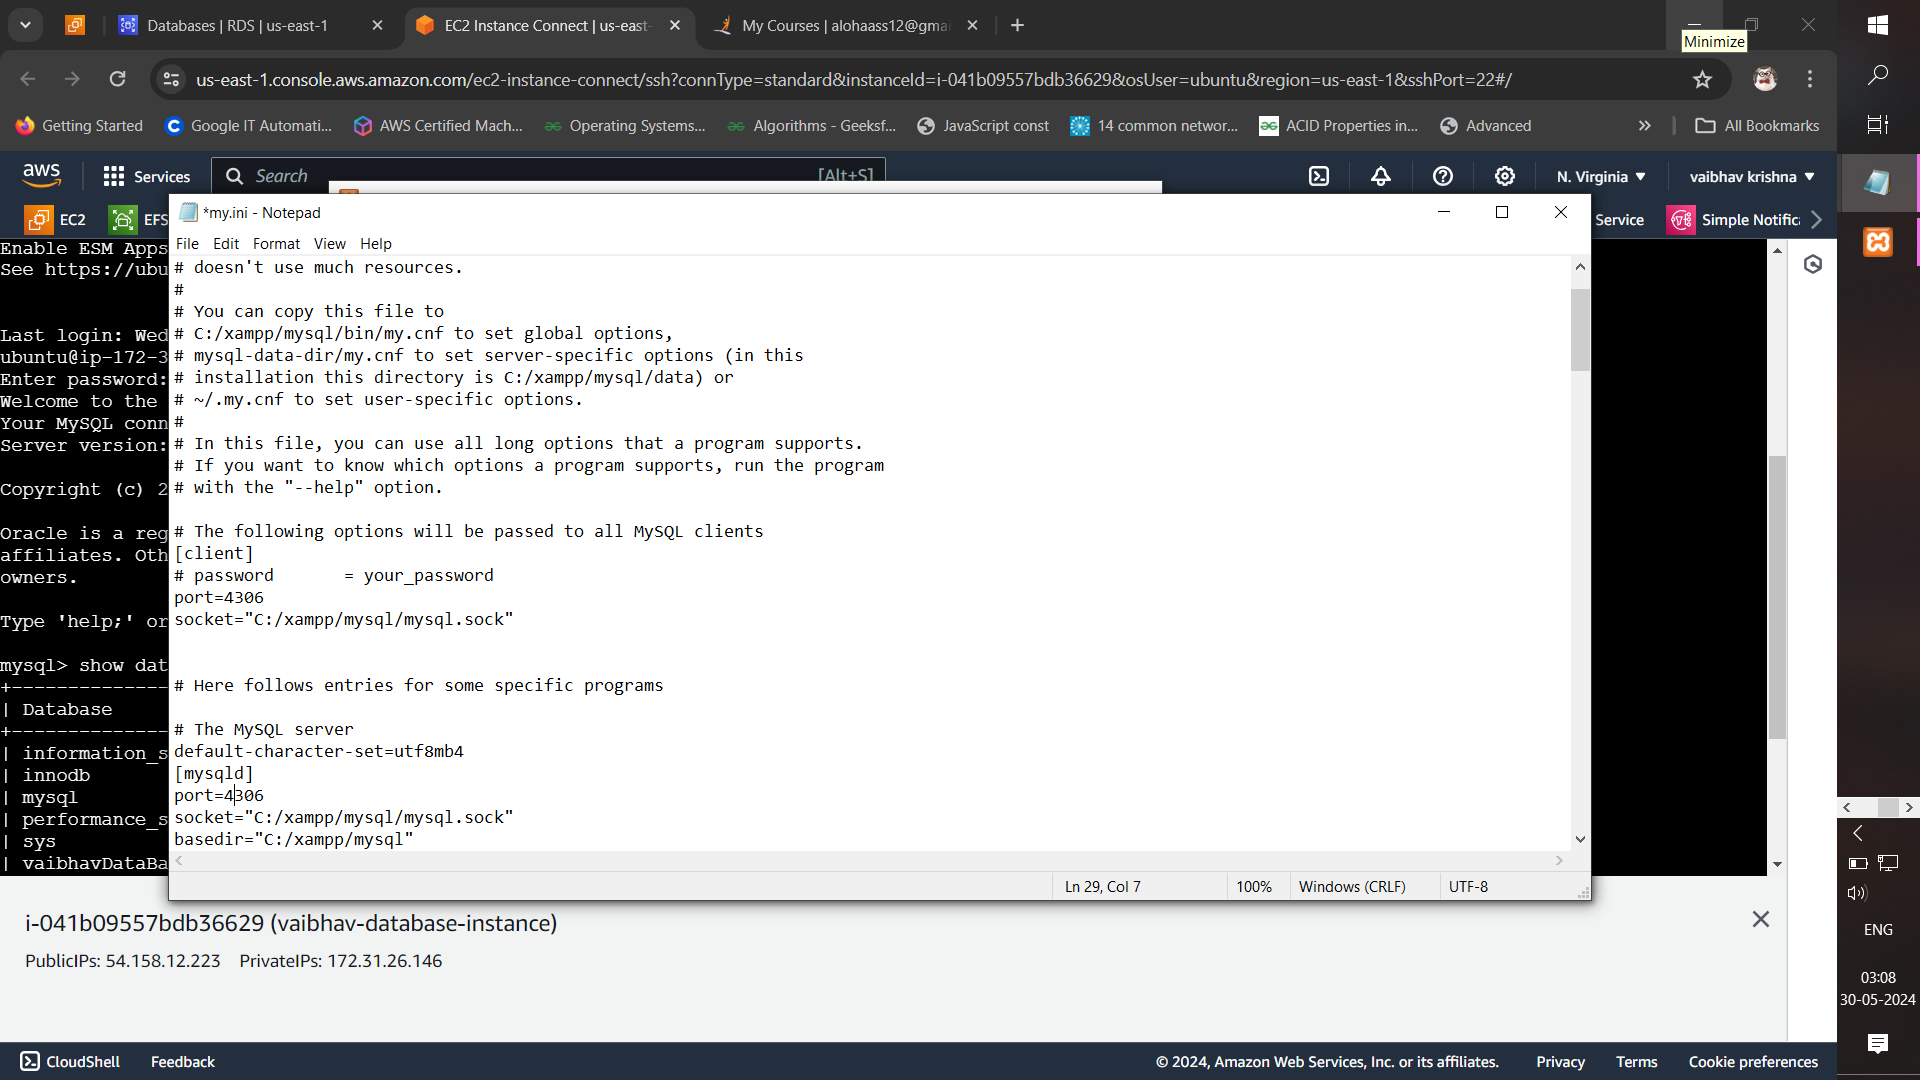 Databases | RDS | us-east-1
EC2 Instance Connect | us-east-
My Courses | alohaass12@gmai
Minimize
us-east-1.console.aws.amazon.com/ec2-instance-connect/ssh?connType=standard&instanceId=i-041b09557bdb36629&osUser=ubuntu&region=us-east-1&sshPort=22#/
Getting Started
Google IT Automati...
AWS Certified Mach...
Operating Systems...
Algorithms - Geeksf...
JavaScript const
14 common networ...
ACID Properties in...
Advanced
»
All Bookmarks
aws
Services
Search
[Alt+S]
N. Virginia
vaibhav krishna
EC2
EFS
Service
Simple Notific
*my.ini - Notepad
File Edit Format View Help
# doesn't use much resources.
#
# You can copy this file to
# C:/xampp/mysql/bin/my.cnf to set global options,
# mysql-data-dir/my.cnf to set server-specific options (in this
# installation this directory is C:/xampp/mysql/data) or
# ~/.my.cnf to set user-specific options.
#
# In this file, you can use all long options that a program supports.
# If you want to know which options a program supports, run the program
# with the "--help" option.
# The following options will be passed to all MySQL clients
[client]
# password       = your_password
port=4306
socket="C:/xampp/mysql/mysql.sock"
# Here follows entries for some specific programs
# The MySQL server
default-character-set=utf8mb4
[mysqld]
port=4306
socket="C:/xampp/mysql/mysql.sock"
basedir="C:/xampp/mysql"
Ln 29, Col 7
100%
Windows (CRLF)
UTF-8
Enable ESM Apps
See https://ubu
Last login: Wed
ubuntu@ip-172-3
Enter password:
Welcome to the
Your MySQL conn
Server version:
Copyright (c) 2
Oracle is a reg
affiliates. Oth
owners.
Type 'help;' or
mysql> show dat
+--------------
| Database
+--------------
| information_s
| innodb
| mysql
| performance_s
| sys
| vaibhavDataBa
i-041b09557bdb36629 (vaibhav-database-instance)
PublicIPs: 54.158.12.223 PrivateIPs: 172.31.26.146
CloudShell
Feedback
© 2024, Amazon Web Services, Inc. or its affiliates.
Privacy
Terms
Cookie preferences
ENG
03:08
30-05-2024